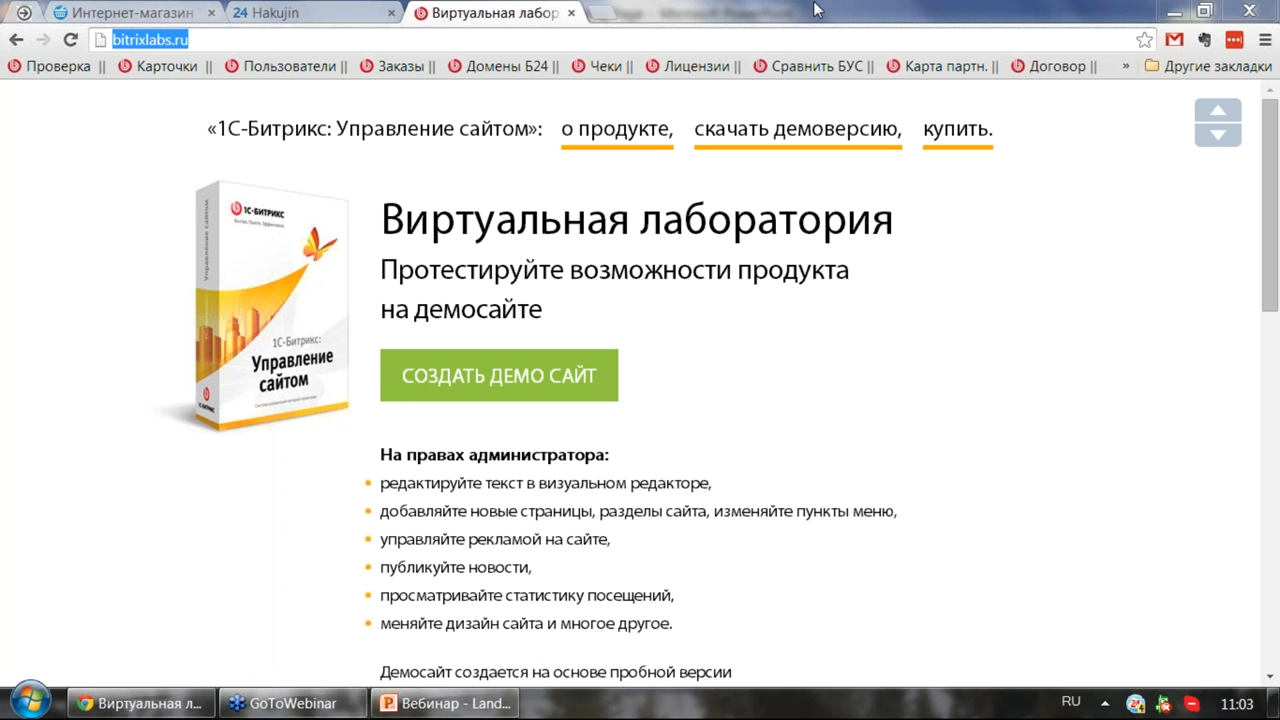 Интернет-магазин
24 Hakujin
Виртуальная лабор
bitrixlabs.ru
Проверка ||
Карточки ||
Пользователи ||
Заказы ||
Домены Б24 ||
Чеки ||
Лицензии ||
Сравнить БУС ||
Карта партн. ||
Договор ||
»
Другие закладки
«1С-Битрикс: Управление сайтом»: о продукте, скачать демоверсию, купить.
1С-БИТРИКС
Управление сайтом
1С-Битрикс:
Управление
сайтом
1С-БИТРИКС
Виртуальная лаборатория
Протестируйте возможности продукта
на демосайте
СОЗДАТЬ ДЕМО САЙТ
На правах администратора:
редактируйте текст в визуальном редакторе,
добавляйте новые страницы, разделы сайта, изменяйте пункты меню,
управляйте рекламой на сайте,
публикуйте новости,
просматривайте статистику посещений,
меняйте дизайн сайта и многое другое.
Демосайт создается на основе пробной версии
Виртуальная л...
GoToWebinar
Вебинар - Land...
RU
11:03